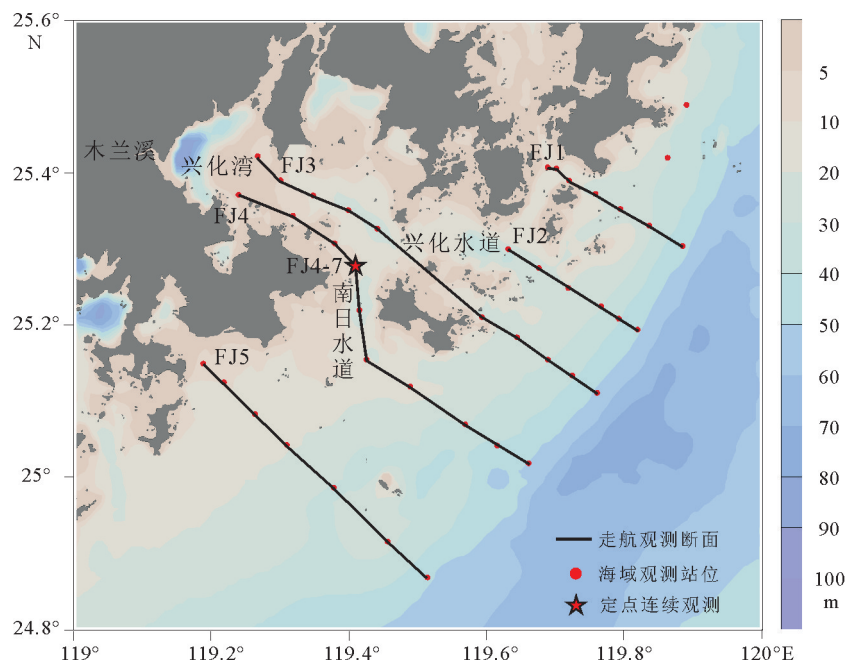 25.6°
N
25.4°
25.2°
25°
24.8°
119°
119.2°
119.4°
119.6°
119.8°
120°E
木兰溪
兴化湾
FJ3
FJ4
FJ1
兴化水道
FJ2
FJ4-7
南日水道
FJ5
走航观测断面
海域观测站位
定点连续观测
5
10
20
30
40
50
60
70
80
90
100
m